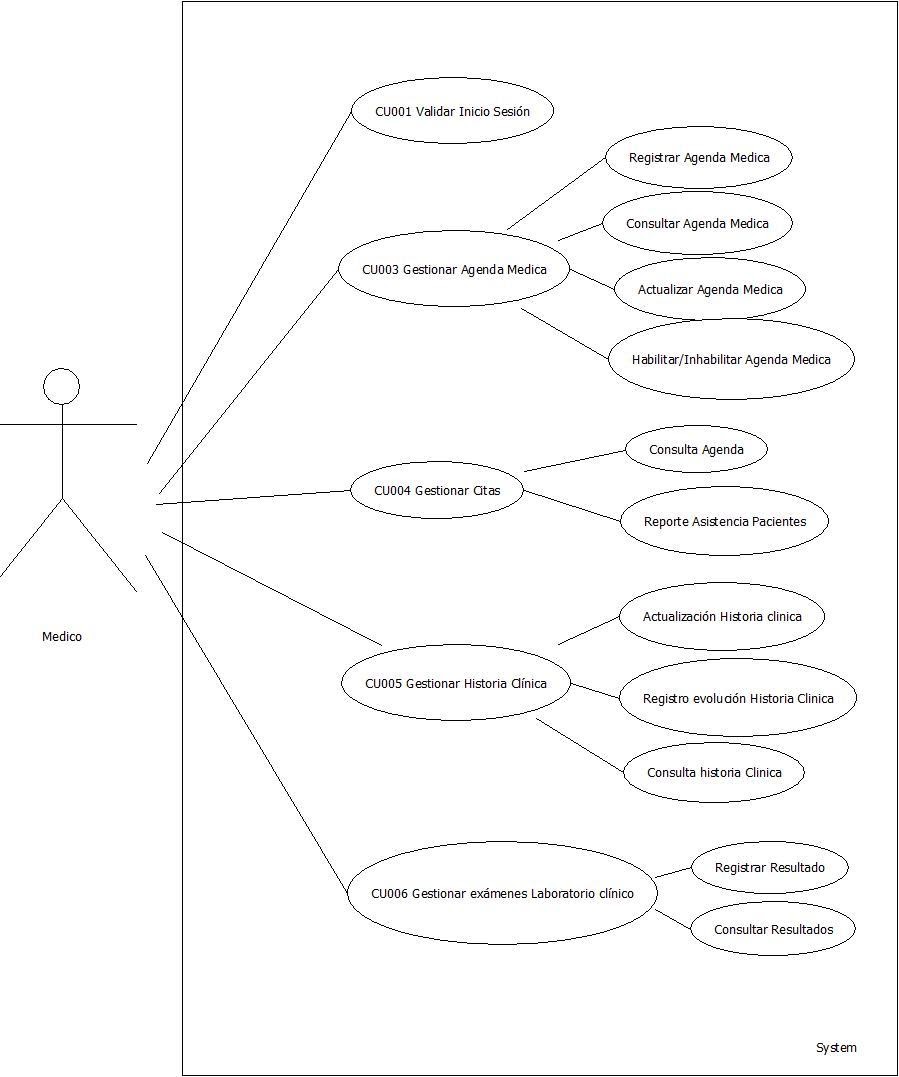 CU001 Validar Inicio Sesión
Registrar Agenda Medica
Consultar Agenda Medica
CU003 Gestionar Agenda Medica
Actualizar Agenda Medica
Habilitar/Inhabilitar Agenda Medica
Consulta Agenda
CU004 Gestionar Citas
Reporte Asistencia Pacientes
Actualización Historia clinica
Medico
CU005 Gestionar Historia Clínica
Registro evolución Historia Clinica
Consulta historia Clinica
Registrar Resultado
CU006 Gestionar exámenes Laboratorio clínico
Consultar Resultados
System